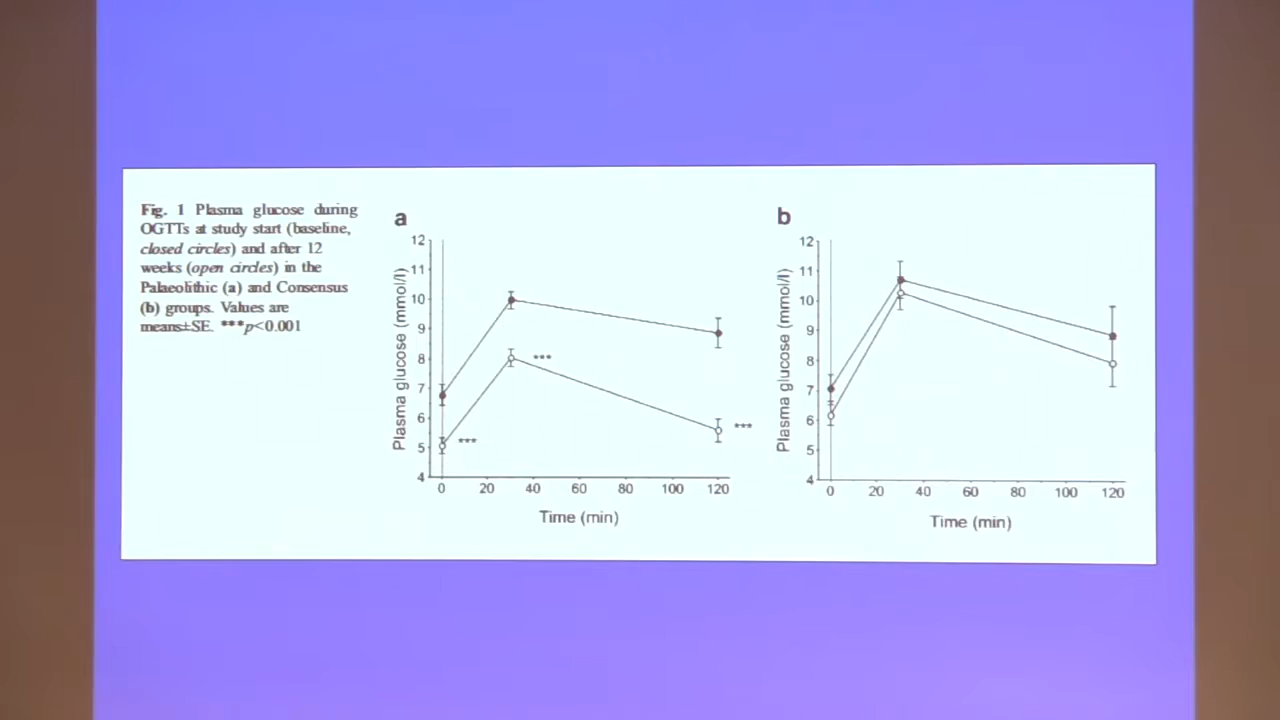 Fig. 1 Plasma glucose during
OGTTs at study start (baseline,
closed circles) and after 12
weeks (open circles) in the
Palaeolithic (a) and Consensus
(b) groups. Values are
means±SE. ***p<0.001
a
12
11
10
9
8
7
6
5
4
Plasma glucose (mmol/l)
***
***
***
0 20 40 60 80 100 120
Time (min)
b
12
11
10
9
8
7
6
5
4
Plasma glucose (mmol/l)
0 20 40 60 80 100 120
Time (min)